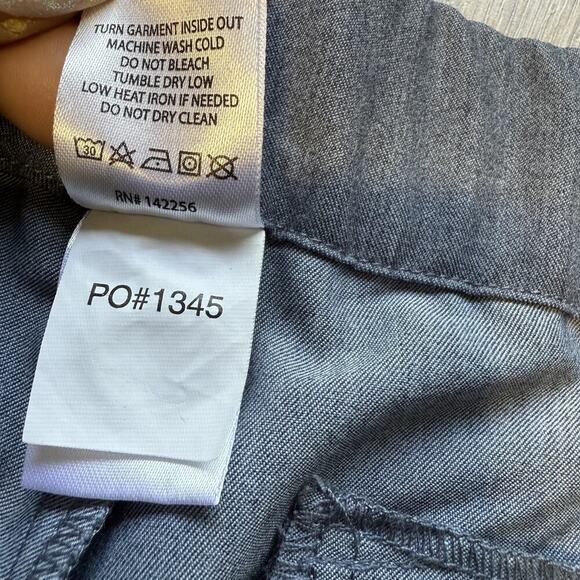 TURN GARMENT INSIDE OUT
MACHINE WASH COLD
DO NOT BLEACH
TUMBLE DRY LOW
LOW HEAT IRON IF NEEDED
DO NOT DRY CLEAN
30
RN# 142256
PO#1345